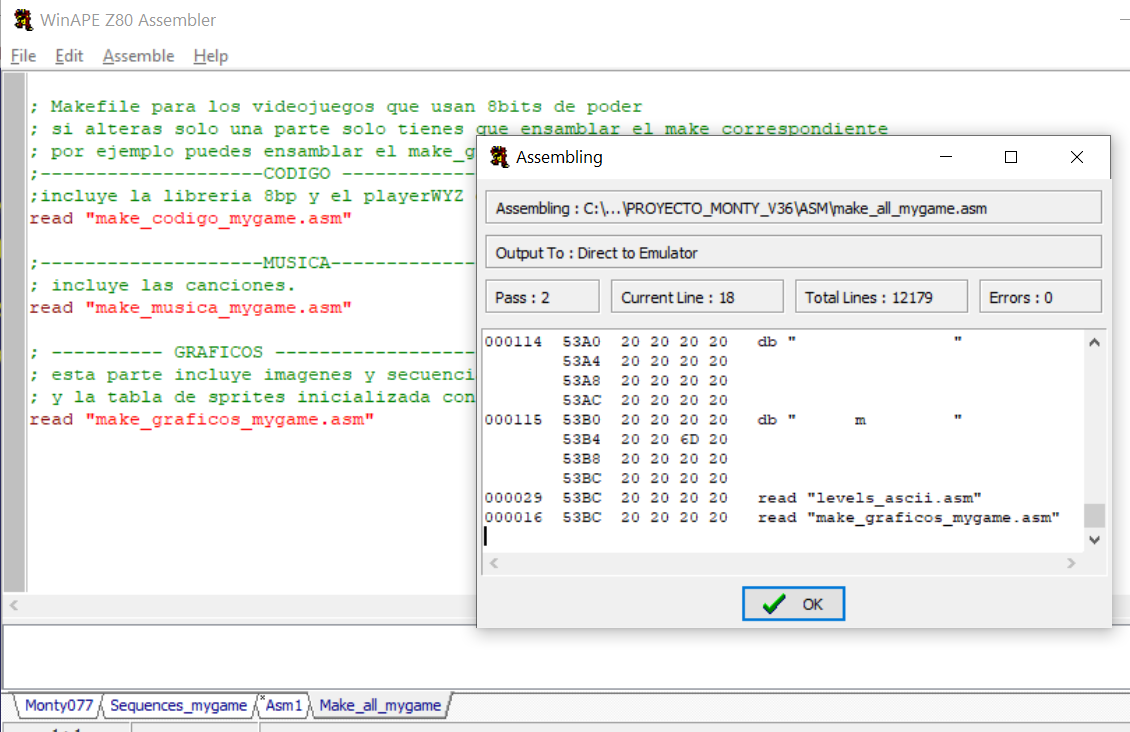 WinAPE Z80 Assembler
File Edit Assemble Help
; Makefile para los videojuegos que usan 8bits de poder
; si alteras solo una parte solo tienes que ensamblar el make correspondiente
; por ejemplo puedes ensamblar el make_g
;--------------------CODIGO ------------
;incluye la libreria 8bp y el playerWYZ
read "make_codigo_mygame.asm"
;--------------------MUSICA-------------
; incluye las canciones.
read "make_musica_mygame.asm"
; ---------- GRAFICOS ------------------
; esta parte incluye imagenes y secuenci
; y la tabla de sprites inicializada con
read "make_graficos_mygame.asm"
Assembling
Assembling : C:\...\PROYECTO_MONTY_V36\ASM\make_all_mygame.asm
Output To : Direct to Emulator
Pass : 2 Current Line : 18 Total Lines : 12179 Errors : 0
000114 53A0 20 20 20 20 db " "
53A4 20 20 20 20
53A8 20 20 20 20
53AC 20 20 20 20
000115 53B0 20 20 20 20 db " m "
53B4 20 20 6D 20
53B8 20 20 20 20
53BC 20 20 20 20
000029 53BC 20 20 20 20 read "levels_ascii.asm"
000016 53BC 20 20 20 20 read "make_graficos_mygame.asm"
OK
Monty077 Sequences_mygame Asm1 Make_all_mygame